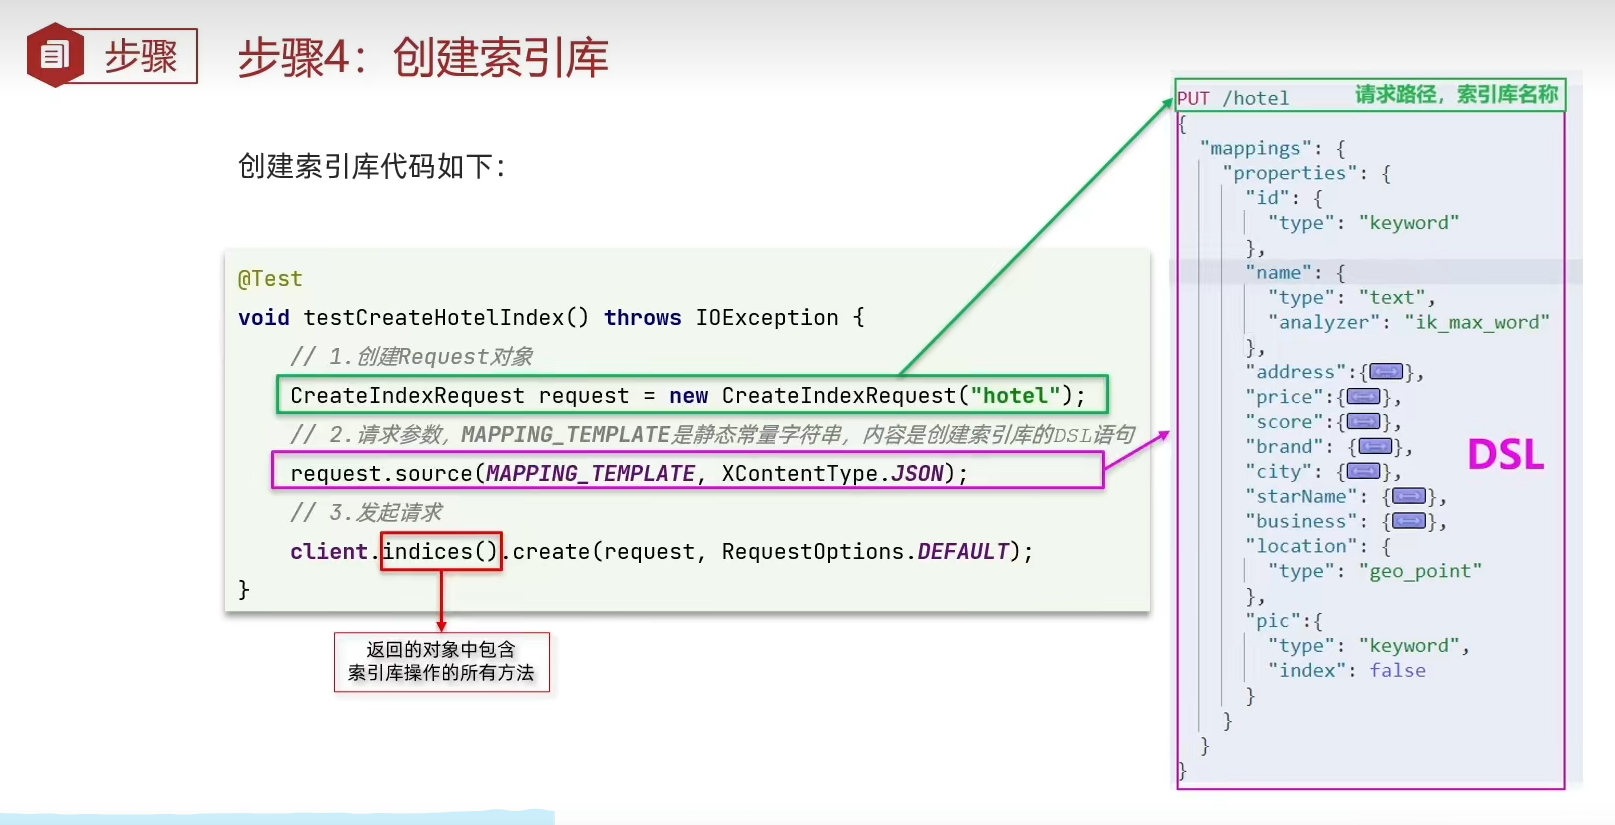 步骤
步骤4：创建索引库
创建索引库代码如下：
@Test
void testCreateHotelIndex() throws IOException {
// 1.创建Request对象
CreateIndexRequest request = new CreateIndexRequest("hotel");
// 2.请求参数，MAPPING_TEMPLATE是静态常量字符串，内容是创建索引库的DSL语句
request.source(MAPPING_TEMPLATE, XContentType.JSON);
// 3.发起请求
client.indices().create(request, RequestOptions.DEFAULT);
}
返回的对象中包含
索引库操作的所有方法
PUT /hotel 请求路径，索引库名称
{
"mappings": {
"properties": {
"id": {
"type": "keyword"
},
"name": {
"type": "text",
"analyzer": "ik_max_word"
},
"address":{},
"price":{},
"score":{},
"brand": {},
"city": {},
"starName": {},
"business": {},
"location": {
"type": "geo_point"
},
"pic":{
"type": "keyword",
"index": false
}
}
}
}
DSL